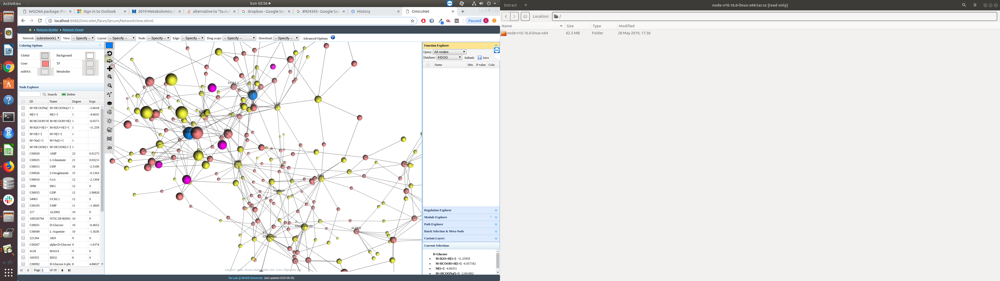 Activities
Sun 02:56
WGCNA package: Fre
Sign in to Outlook
2019 Metabolomics C
alternative to "!is.nul
dropbox - Google Sea
#924343 - Google Sea
History
OmicsNet
localhost:8080/OmicsNet/faces/Secure/NetworkView.xhtml
GL
W
Paused
G
Network Builder
Network Viewer
Network: subnetwork1
View: -- Specify --
Layout: -- Specify --
Node: -- Specify --
Edge: -- Specify --
Drag scope: -- Specify --
Download: -- Specify --
Advanced Options
Coloring Options
Global
Background
Gene
TF
miRNA
Metabolite
Node Explorer
Search
Delete
ID Name Degree Expr.
M+HCOONa[ M+HCOONa[1+ 1 -2.6618
M[1+] M[1+] 1 -4.6035
M-HCOOH+H M-HCOOH+H[1 1 -6.0571
M-H2O+H[1+ M-H2O+H[1+] 1 -11.259
M+H[1+] M+H[1+] 1
M+Na[1+] M+Na[1+] 1
M+HCOOK[1 M+HCOOK[1+] 1
C00020 AMP 23 0.01271
C00025 L-Glutamate 21 0.03211
C00015 UDP 16 -2.5108
C00026 2-Oxoglutarate 15 -0.1263
C00010 CoA 12 -2.1304
3098 HK1 12 0
C00035 GDP 12 2.90826
54963 UCKL1 12 0
C00105 UMP 11 -1.3845
217 ALDH2 10 0
100526794 NT5C1B-RDH1 10 0
C00031 D-Glucose 10 -0.4652
C00049 L-Aspartate 10 -1.5630
221264 AK9 9 0
C00267 alpha-D-Glucose 9 -1.6374
4128 MAOA 9 0
169355 IDO2 8 0
C00092 D-Glucose 6-pho 8 4.86027
Page 1 of 10
2D
UCKL1
UDP
GDP
D-
Glucose
HK1
AMP
CoA
L-
Aspartate
2-
Oxoglutarate
L-
Glutamate
ALDH2
Left-click: rotate, Mouse-wheel/middle-click: zoom, Right-click: pan
Function Explorer
Query: All nodes
Database: KEGG
Submit
Save
Name Hits P-value Colo
Regulation Explorer
Module Explorer
Path Explorer
Batch Selection & Meta-Node
Custom Layers
Current Selections
D-Glucose:
M-H2O+H[1+]: -11.25959
M-HCOOH+H[1+]: -6.057182
M[1+]: -4.60351
M+HCOONa[1+]: -2.661862
Xia Lab @ McGill University (last updated 2019-06-20)
Extract
node-v10.16.0-linux-x64.tar.xz [read only]
Location: /
Name Size Type Modified
node-v10.16.0-linux-x64 62.5 MB Folder 28 May 2019, 17:36